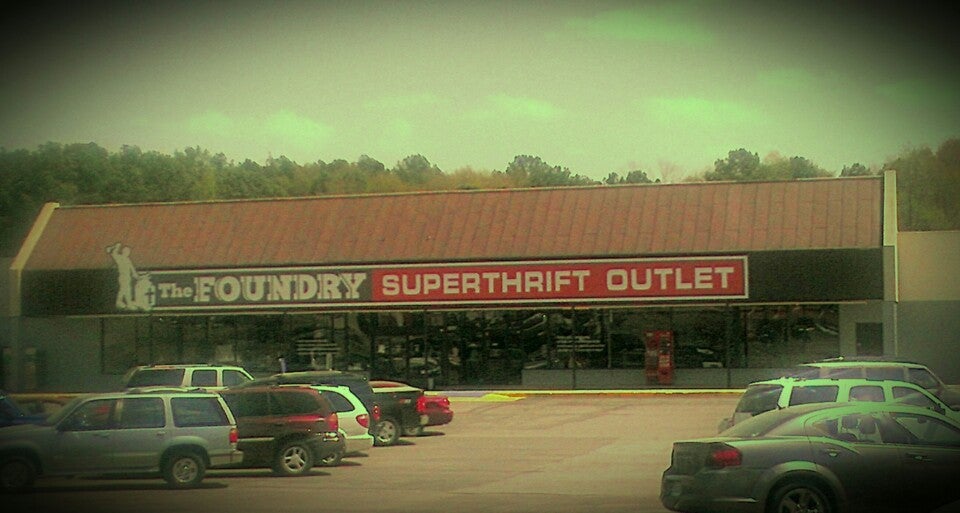 The FOUNDRY SUPERTHRIFT OUTLET